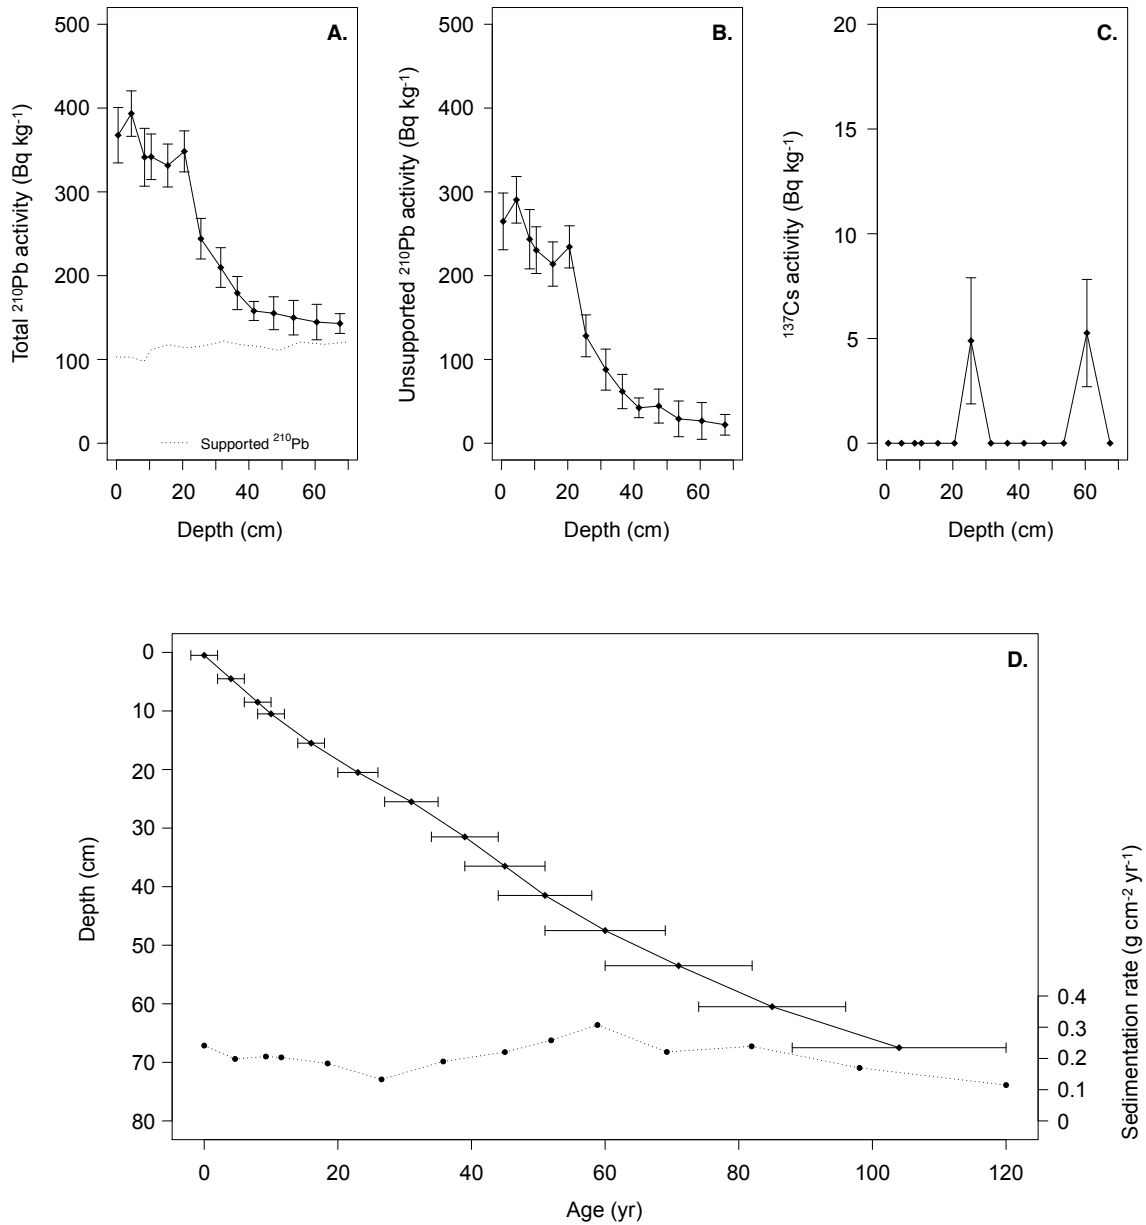 A.
500
400
300
200
100
0
Total ²¹⁰Pb activity (Bq kg⁻¹)
Supported ²¹⁰Pb
0 20 40 60
Depth (cm)
B.
500
400
300
200
100
0
Unsupported ²¹⁰Pb activity (Bq kg⁻¹)
0 20 40 60
Depth (cm)
C.
20
15
10
5
0
¹³⁷Cs activity (Bq kg⁻¹)
0 20 40 60
Depth (cm)
D.
0
10
20
30
40
50
60
70
80
Depth (cm)
0.4
0.3
0.2
0.1
0
Sedimentation rate (g cm⁻² yr⁻¹)
0 20 40 60 80 100 120
Age (yr)